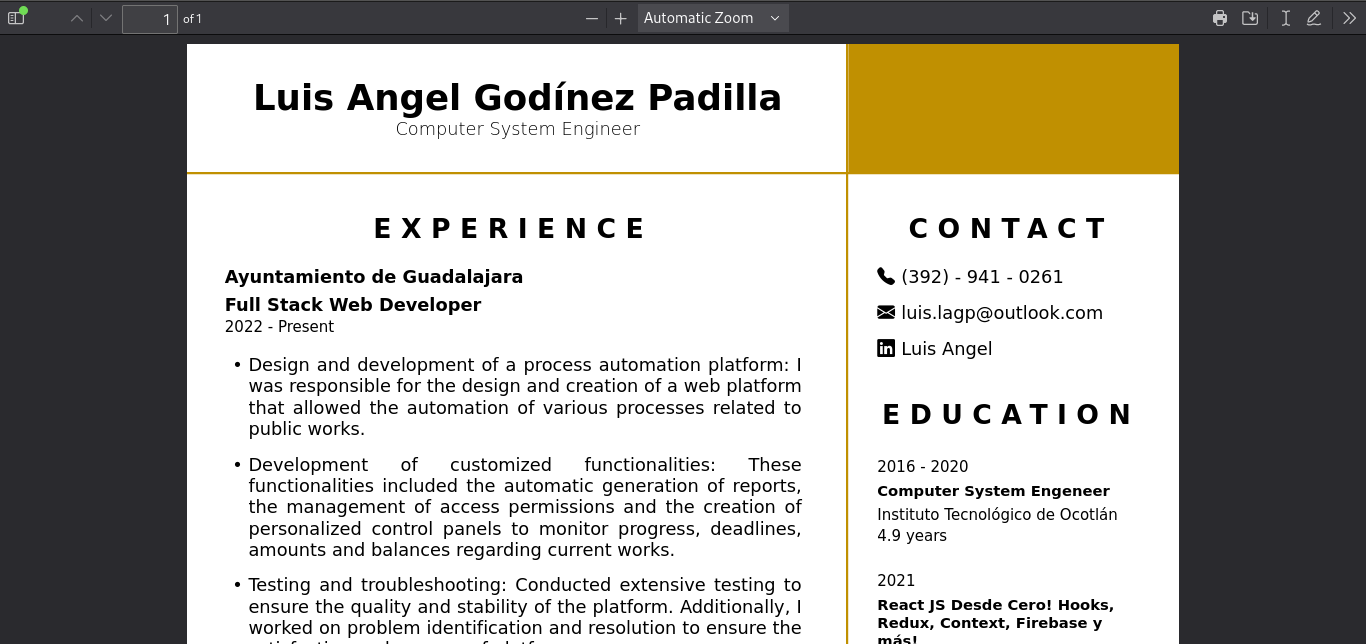 1 of 1 Automatic Zoom
Luis Angel Godínez Padilla
Computer System Engineer
EXPERIENCE
Ayuntamiento de Guadalajara
Full Stack Web Developer
2022 - Present
• Design and development of a process automation platform: I
was responsible for the design and creation of a web platform
that allowed the automation of various processes related to
public works.
• Development of customized functionalities: These
functionalities included the automatic generation of reports,
the management of access permissions and the creation of
personalized control panels to monitor progress, deadlines,
amounts and balances regarding current works.
• Testing and troubleshooting: Conducted extensive testing to
ensure the quality and stability of the platform. Additionally, I
worked on problem identification and resolution to ensure the
CONTACT
(392) - 941 - 0261
luis.lagp@outlook.com
Luis Angel
EDUCATION
2016 - 2020
Computer System Engeneer
Instituto Tecnológico de Ocotlán
4.9 years
2021
React JS Desde Cero! Hooks,
Redux, Context, Firebase y
más!